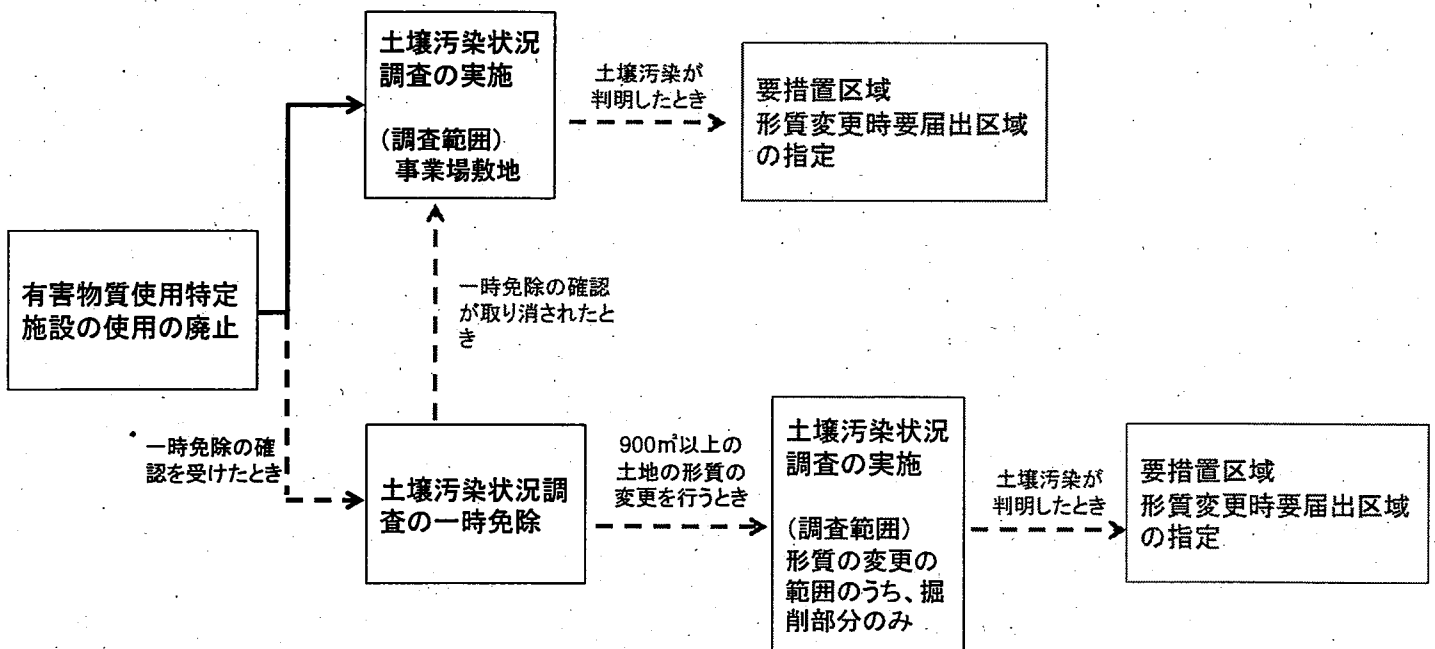 土壌汚染状況
調査の実施
(調査範囲)
事業場敷地
土壌汚染が
判明したとき
要措置区域
形質変更時要届出区域
の指定
有害物質使用特定
施設の使用の廃止
一時免除の確認
が取り消されたと
き
一時免除の確
認を受けたとき
土壌汚染状況調
査の一時免除
900㎡以上の
土地の形質の
変更を行うとき
土壌汚染状況
調査の実施
(調査範囲)
形質の変更の
範囲のうち、掘
削部分のみ
土壌汚染が
判明したとき
要措置区域
形質変更時要届出区域
の指定